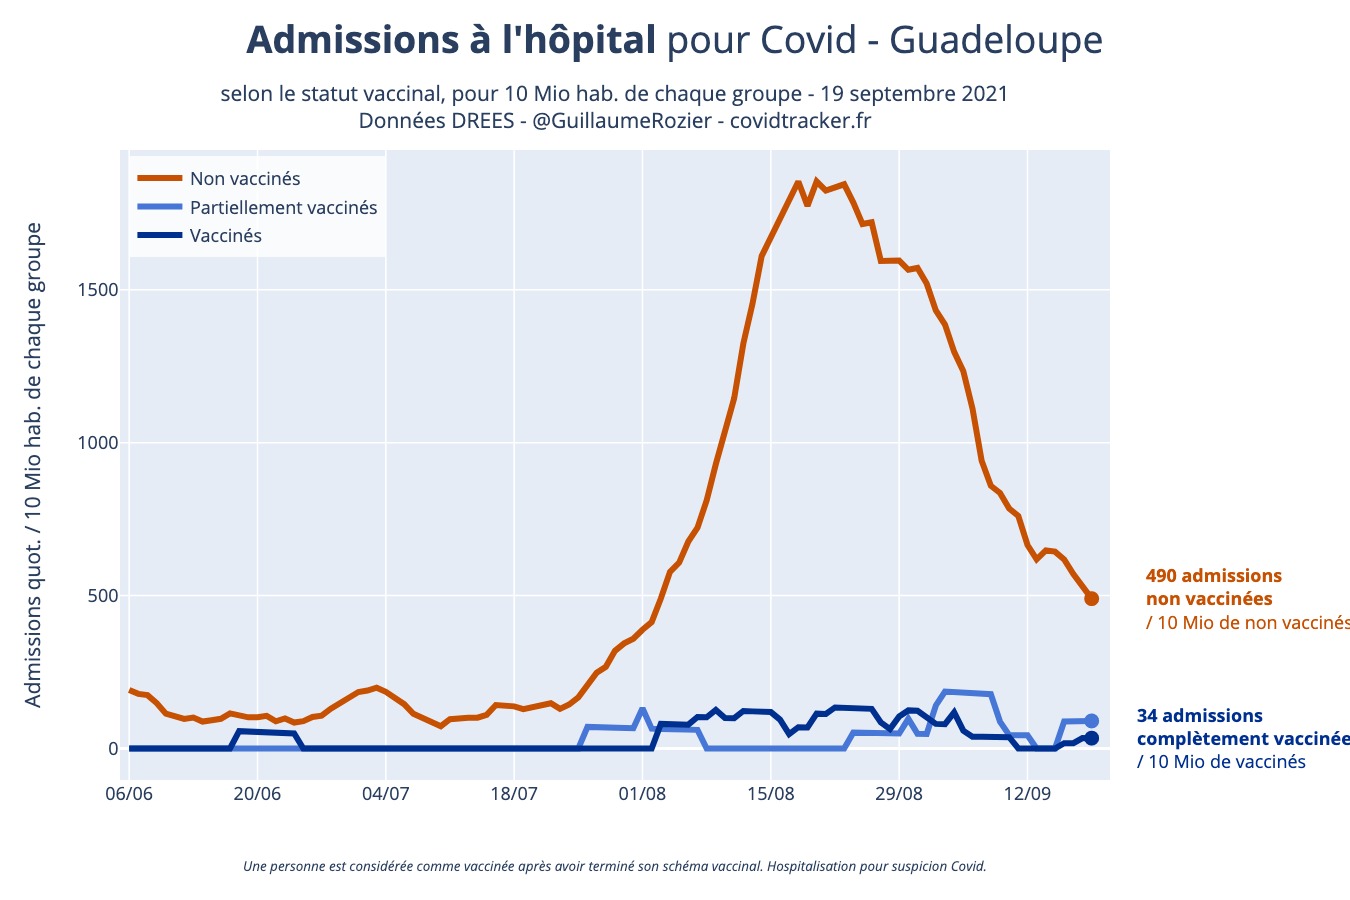 Admissions à l'hôpital pour Covid - Guadeloupe
selon le statut vaccinal, pour 10 Mio hab. de chaque groupe - 19 septembre 2021
Données DREES - @GuillaumeRozier - covidtracker.fr
Non vaccinés
Partiellement vaccinés
Vaccinés
Admissions quot. / 10 Mio hab. de chaque groupe
1500
1000
500
0
06/06
20/06
04/07
18/07
01/08
15/08
29/08
12/09
490 admissions
non vaccinées
/ 10 Mio de non vaccinés
34 admissions
complètement vaccinée
/ 10 Mio de vaccinés
Une personne est considérée comme vaccinée après avoir terminé son schéma vaccinal. Hospitalisation pour suspicion Covid.